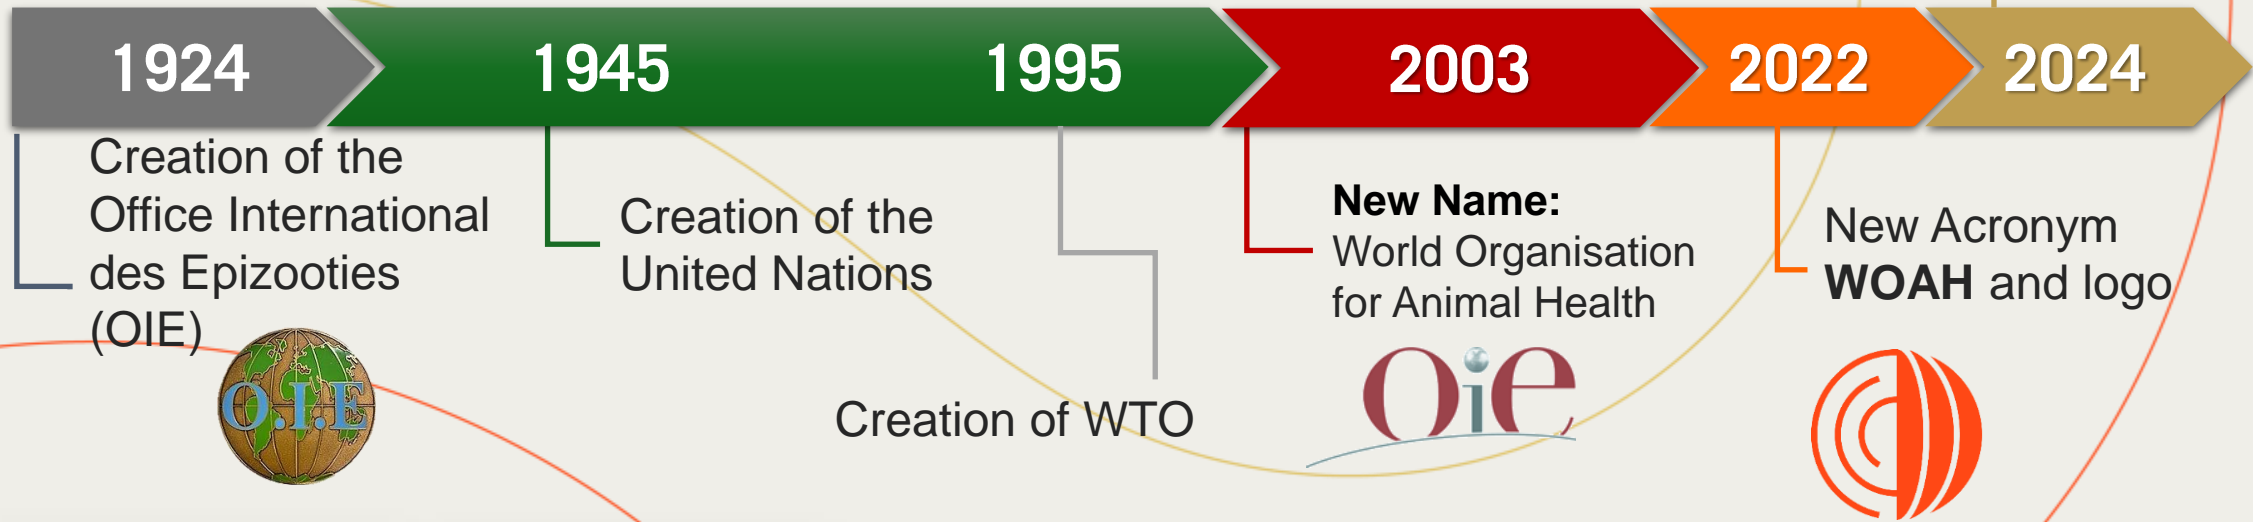 1924
1945
1995
2003
2022
2024
Creation of the
Office International
des Epizooties
(OIE)
O.I.E
Creation of the
United Nations
Creation of WTO
New Name:
World Organisation
for Animal Health
oie
New Acronym
WOAH and logo